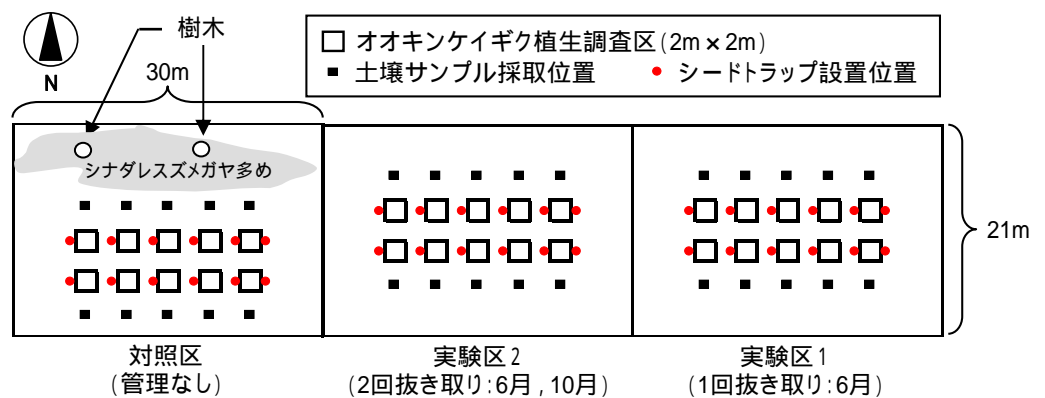 樹木
□ オオキンケイギク植生調査区(2m×2m)
■ 土壌サンプル採取位置 ● シードトラップ設置位置
N
30m
シナダレスズメガヤ多め
21m
対照区
(管理なし)
実験区2
(2回抜き取り:6月,10月)
実験区1
(1回抜き取り:6月)